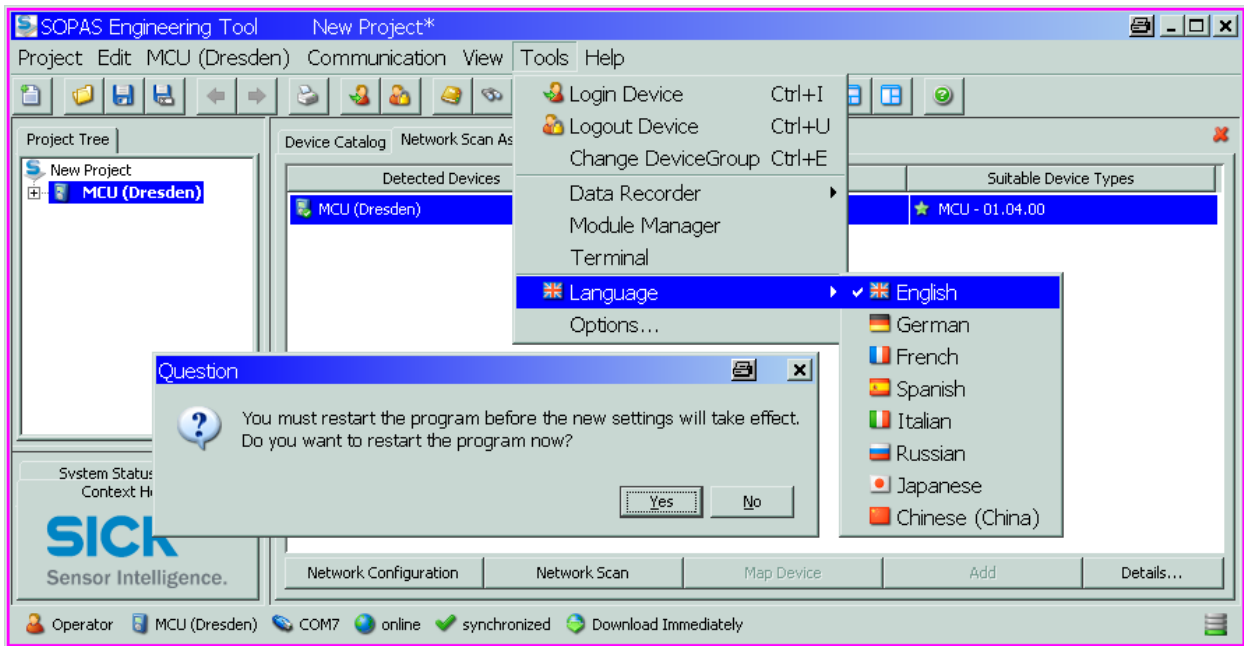 SOPAS Engineering Tool New Project*
Project Edit MCU (Dresden) Communication View Tools Help
Login Device Ctrl+I
Logout Device Ctrl+U
Change DeviceGroup Ctrl+E
Data Recorder
Module Manager
Terminal
Language
Options...
English
German
French
Spanish
Italian
Russian
Japanese
Chinese (China)
Project Tree
New Project
MCU (Dresden)
Device Catalog Network Scan As
Detected Devices Suitable Device Types
MCU (Dresden) MCU - 01.04.00
Question
You must restart the program before the new settings will take effect.
Do you want to restart the program now?
Yes No
System Status
Context H
SICK
Sensor Intelligence.
Network Configuration Network Scan Map Device Add Details...
Operator MCU (Dresden) COM7 online synchronized Download Immediately